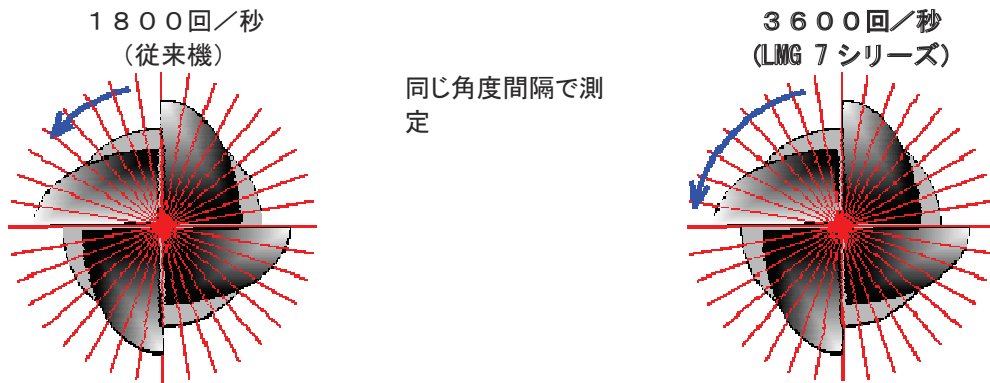 １８００回／秒
（従来機）
同じ角度間隔で測
定
３６００回／秒
(LMG 7 シリーズ)